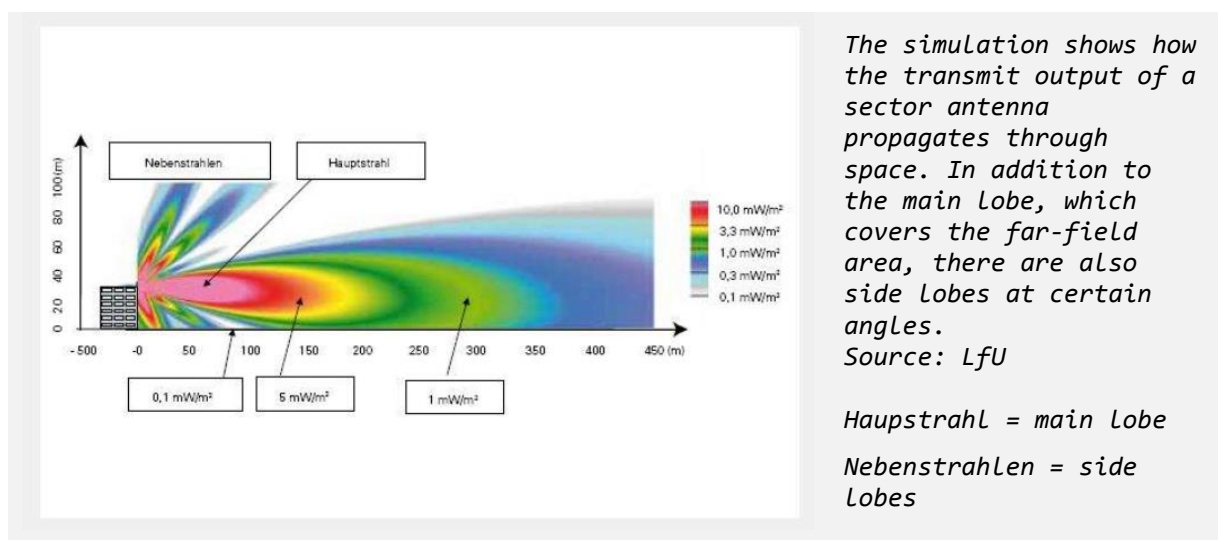 Nebenstrahlen
Hauptstrahl
100 (m)
80
60
40
20
0
10,0 mW/m²
3,3 mW/m²
1,0 mW/m²
0,3 mW/m²
0,1 mW/m²
- 500 -0 50 100 150 200 250 300 350 400 450 (m)
0,1 mW/m²
5 mW/m²
1 mW/m²
The simulation shows how
the transmit output of a
sector antenna
propagates through
space. In addition to
the main lobe, which
covers the far-field
area, there are also
side lobes at certain
angles.
Source: LfU
Haupstrahl = main lobe
Nebenstrahlen = side
lobes